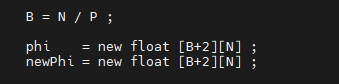 B = N / P ;
phi    = new float [B+2][N] ;
newPhi = new float [B+2][N] ;